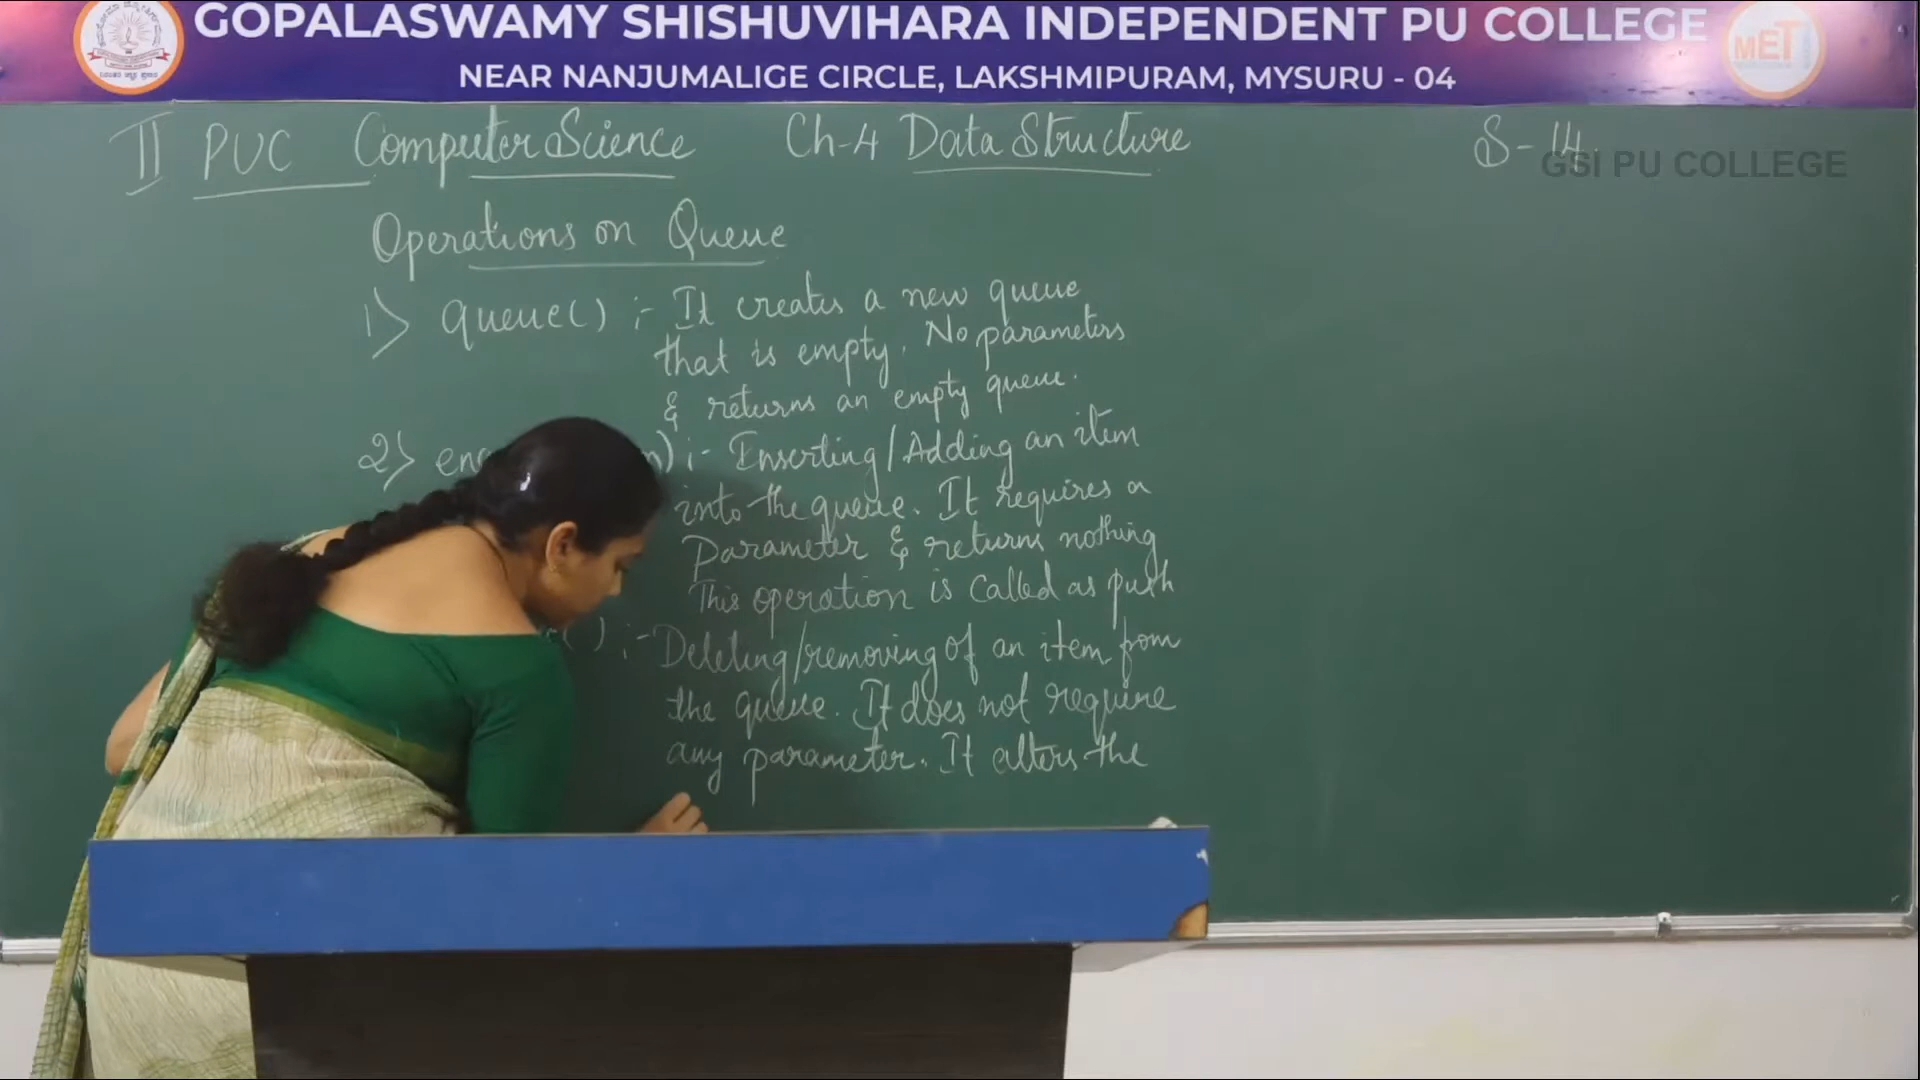 GOPALASWAMY SHISHUVIHARA INDEPENDENT PU COLLEGE
NEAR NANJUMALIGE CIRCLE, LAKSHMIPURAM, MYSURU - 04
MET
II PUC Computer Science Ch-4 Data Structure S-14
GSI PU COLLEGE
Operations on Queue
1) queue() :- It creates a new queue
that is empty. No parameters
& returns an empty queue.
2) :- Inserting/Adding an item
into the queue. It requires a
Parameter & returns nothing
This operation is called as push
() :- Deleting/removing of an item from
the queue. It does not require
any parameter. It alters the